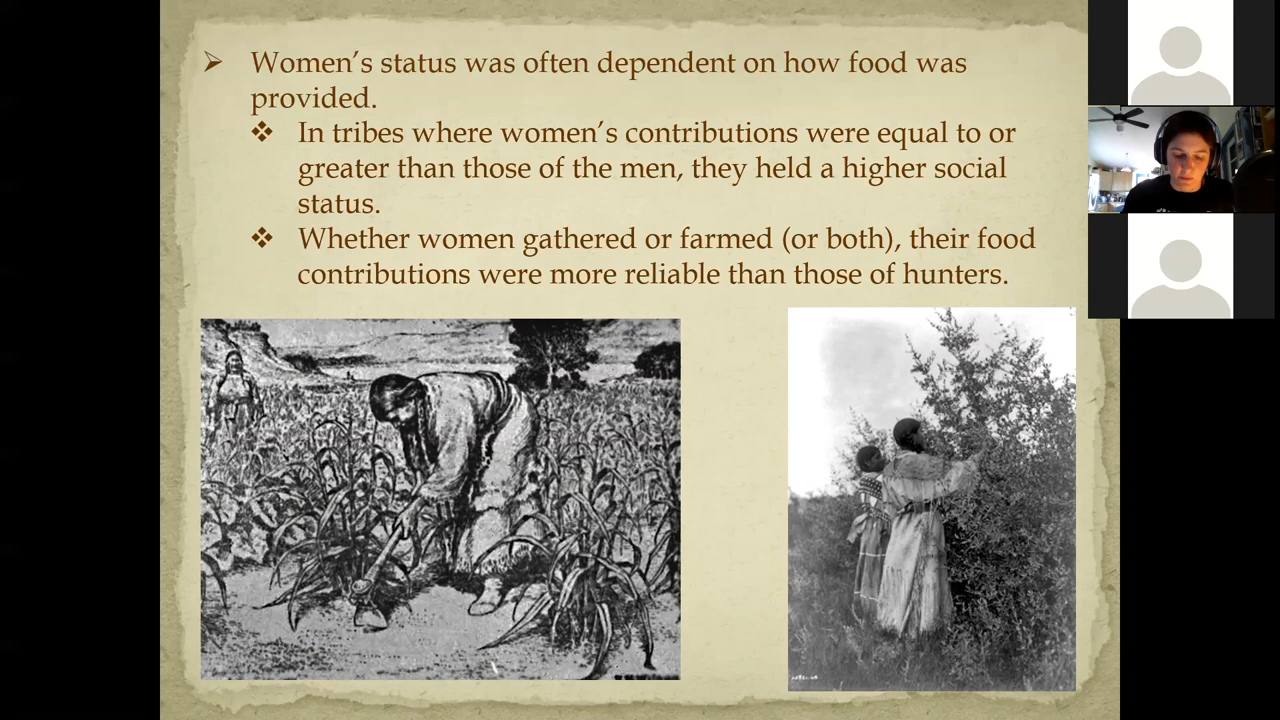 Women’s status was often dependent on how food was
provided.
In tribes where women’s contributions were equal to or
greater than those of the men, they held a higher social
status.
Whether women gathered or farmed (or both), their food
contributions were more reliable than those of hunters.